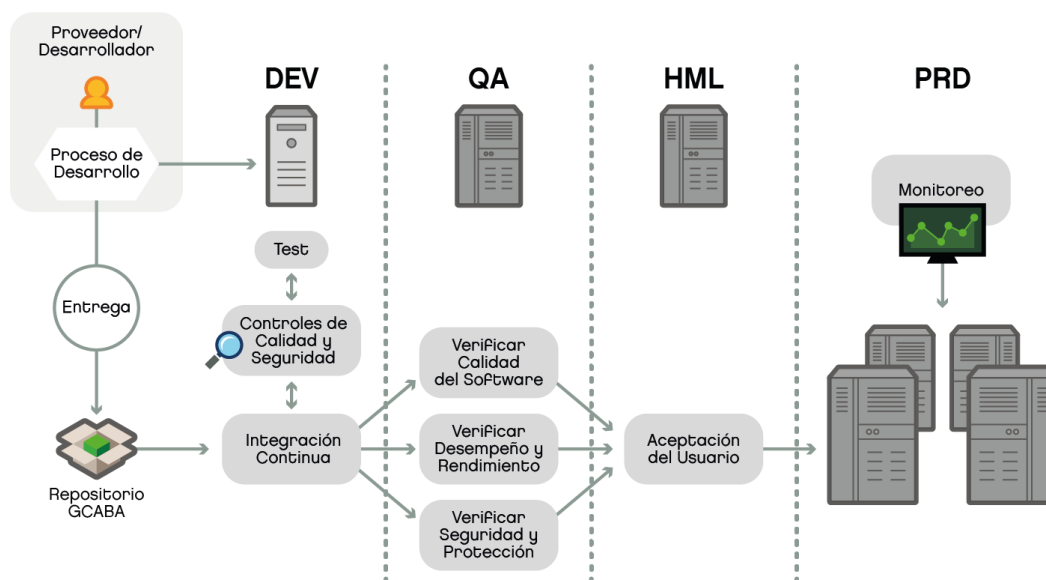 Proveedor/
Desarrollador
Proceso de
Desarrollo
Entrega
Repositorio
GCABA
DEV
QA
HML
PRD
Test
Controles de
Calidad y
Seguridad
Integración
Continua
Verificar
Calidad
del Software
Verificar
Desempeño y
Rendimiento
Verificar
Seguridad y
Protección
Aceptación
del Usuario
Monitoreo